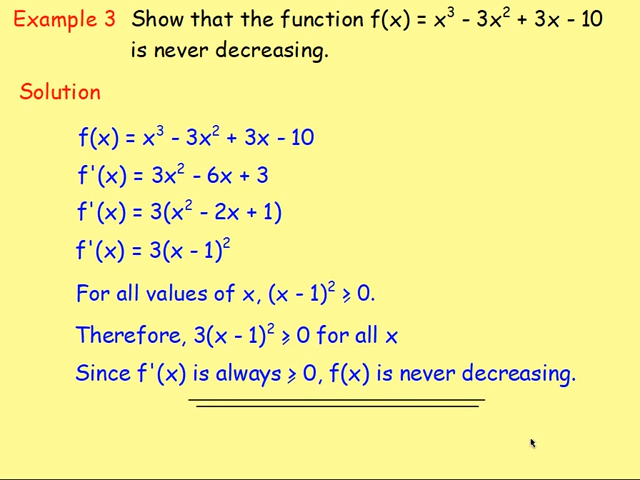 Example 3 Show that the function f(x) = x³ - 3x² + 3x - 10
is never decreasing.
Solution
f(x) = x³ - 3x² + 3x - 10
f'(x) = 3x² - 6x + 3
f'(x) = 3(x² - 2x + 1)
f'(x) = 3(x - 1)²
For all values of x, (x - 1)² ⩾ 0.
Therefore, 3(x - 1)² ⩾ 0 for all x
Since f'(x) is always ⩾ 0, f(x) is never decreasing.